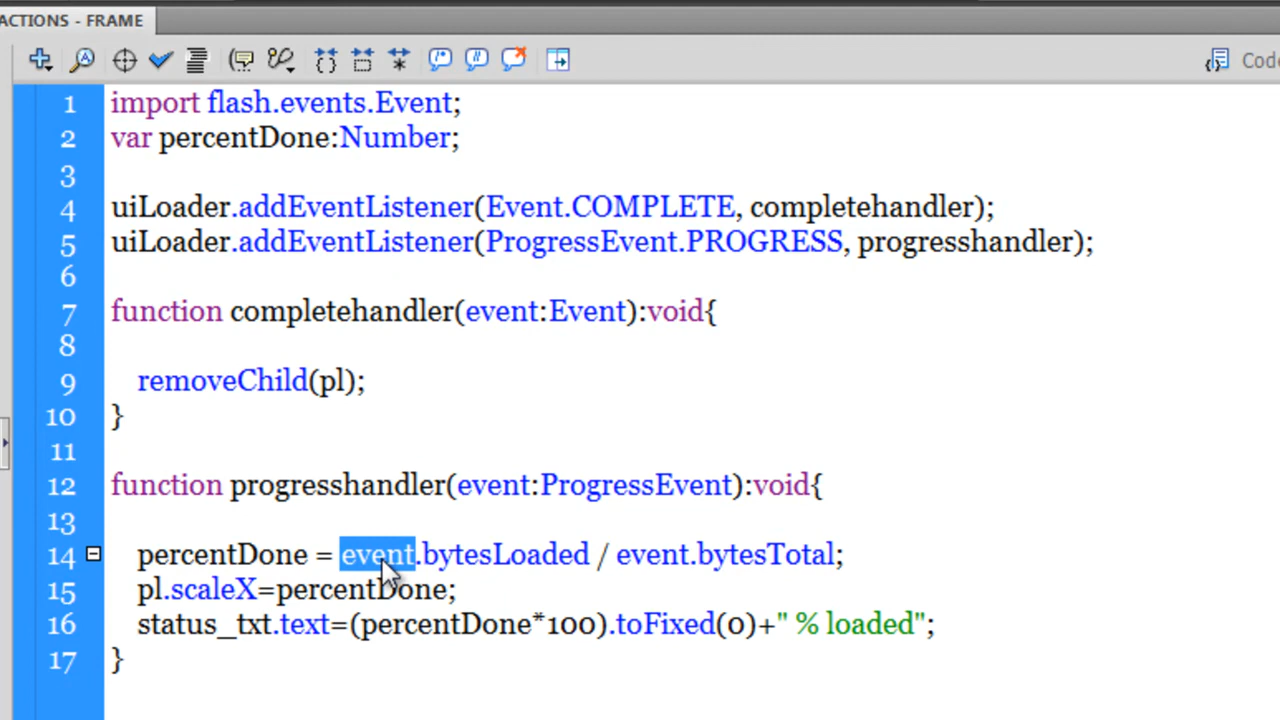 ACTIONS - FRAME
Code
1 import flash.events.Event;
2 var percentDone:Number;
3
4 uiLoader.addEventListener(Event.COMPLETE, completehandler);
5 uiLoader.addEventListener(ProgressEvent.PROGRESS, progresshandler);
6
7 function completehandler(event:Event):void{
8
9 removeChild(pl);
10 }
11
12 function progresshandler(event:ProgressEvent):void{
13
14 percentDone = event.bytesLoaded / event.bytesTotal;
15 pl.scaleX=percentDone;
16 status_txt.text=(percentDone*100).toFixed(0)+" % loaded";
17 }